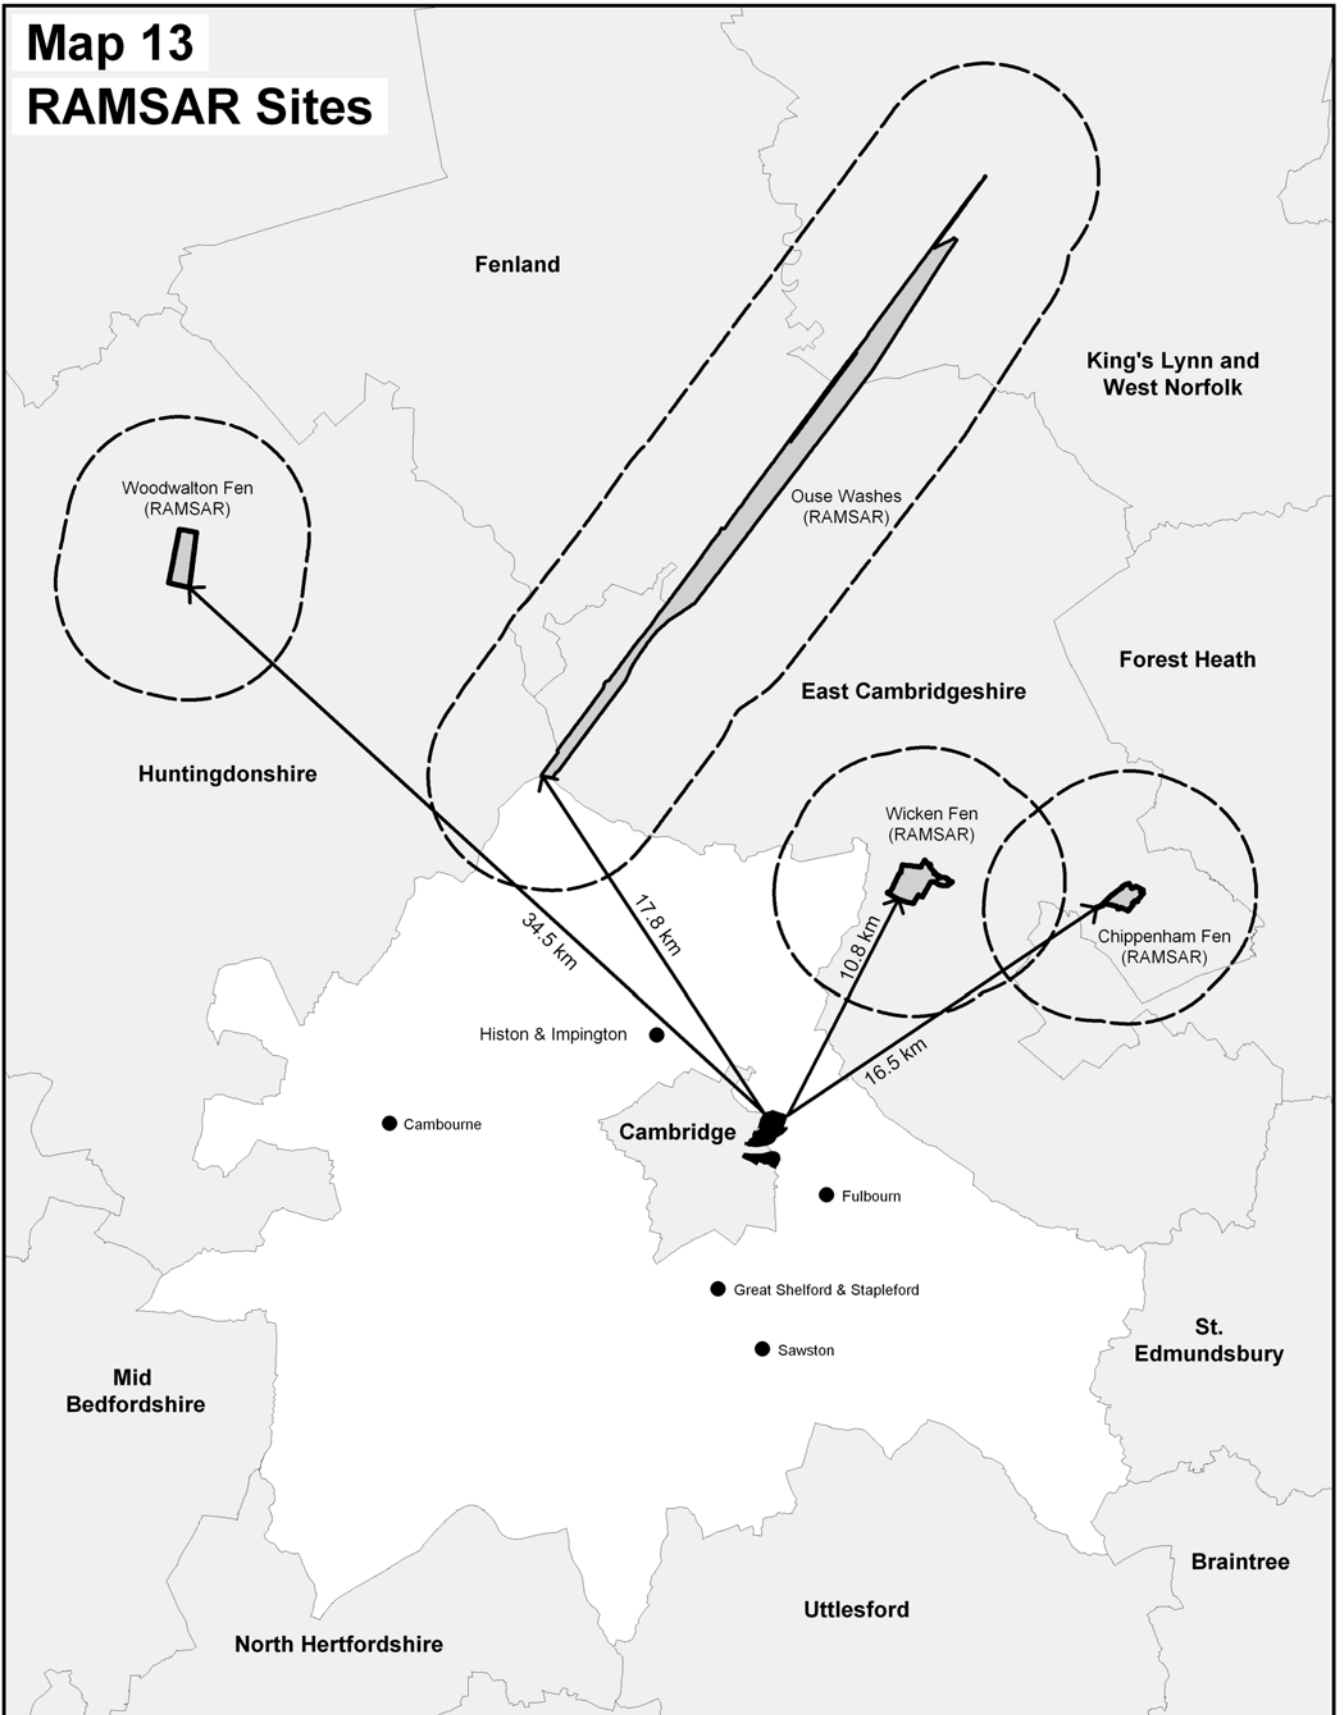 Map 13
RAMSAR Sites
Fenland
King's Lynn and
West Norfolk
Woodwalton Fen
(RAMSAR)
Ouse Washes
(RAMSAR)
Forest Heath
East Cambridgeshire
Huntingdonshire
Wicken Fen
(RAMSAR)
Chippenham Fen
(RAMSAR)
34.5 km
17.8 km
10.8 km
16.5 km
Histon & Impington
Cambourne
Cambridge
Fulbourn
Great Shelford & Stapleford
Sawston
St.
Edmundsbury
Mid
Bedfordshire
Braintree
Uttlesford
North Hertfordshire